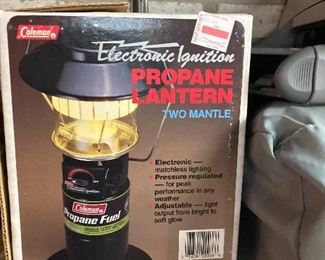 Coleman
Electronic Ignition
PROPANE
LANTERN
TWO MANTLE
• Electronic —
matchless lighting
• Pressure regulated —
for peak
performance in any
weather
• Adjustable — light
output from bright to
soft glow
Coleman
Propane Fuel